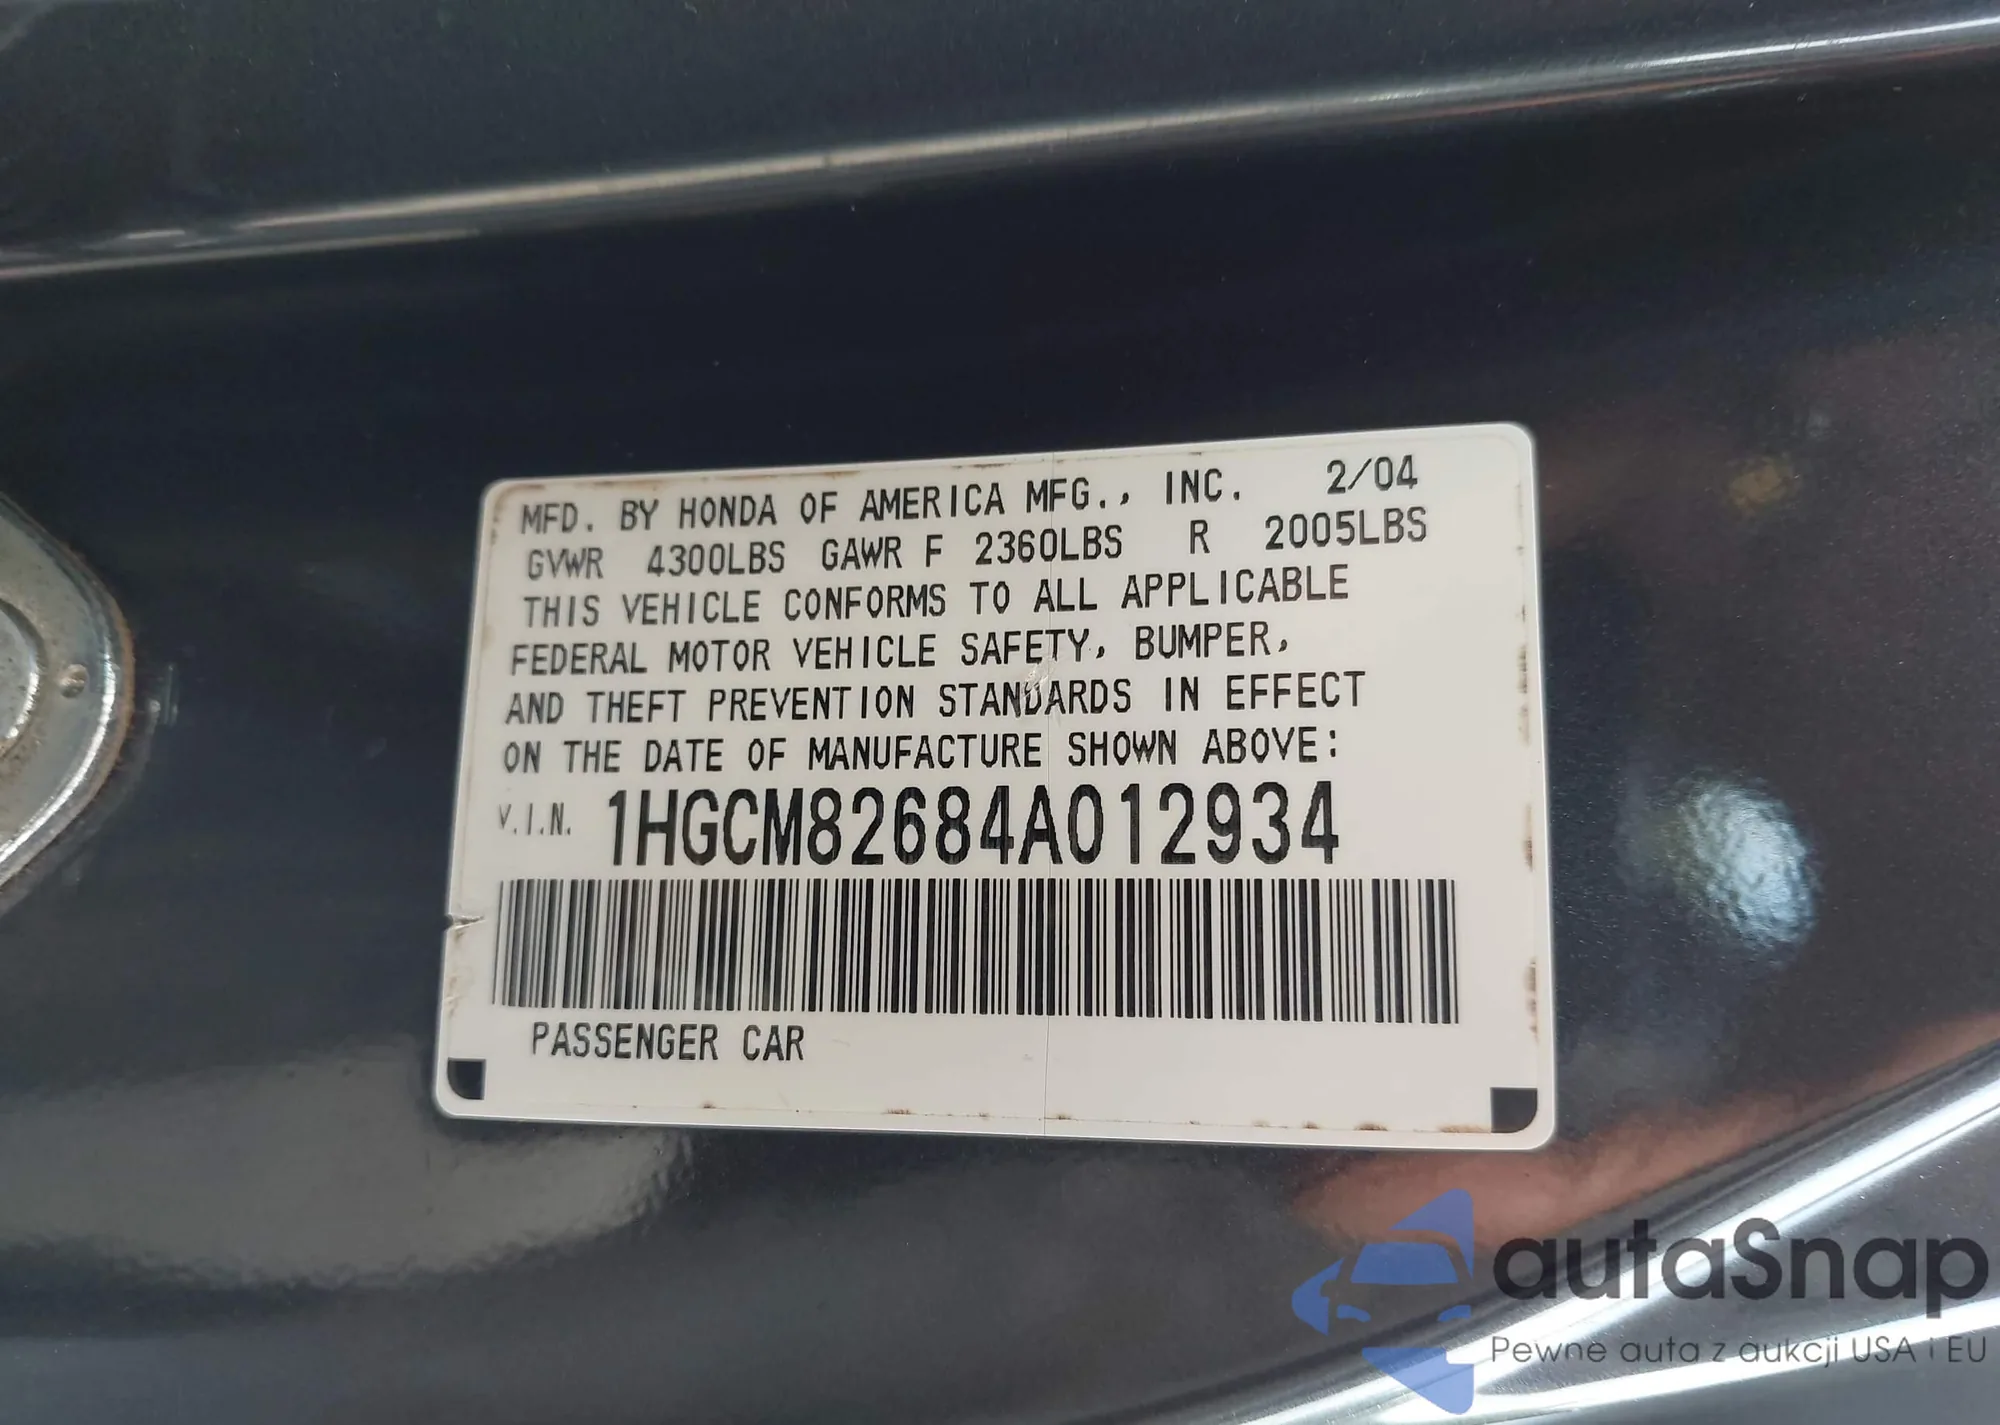 MFD. BY HONDA OF AMERICA MFG., INC. 2/04
GVWR 4300LBS GAWR F 2360LBS R 2005LBS
THIS VEHICLE CONFORMS TO ALL APPLICABLE
FEDERAL MOTOR VEHICLE SAFETY, BUMPER,
AND THEFT PREVENTION STANDARDS IN EFFECT
ON THE DATE OF MANUFACTURE SHOWN ABOVE:
V.I.N. 1HGCM82684A012934
PASSENGER CAR
autaSnap
Pewne auta z aukcji USA i EU